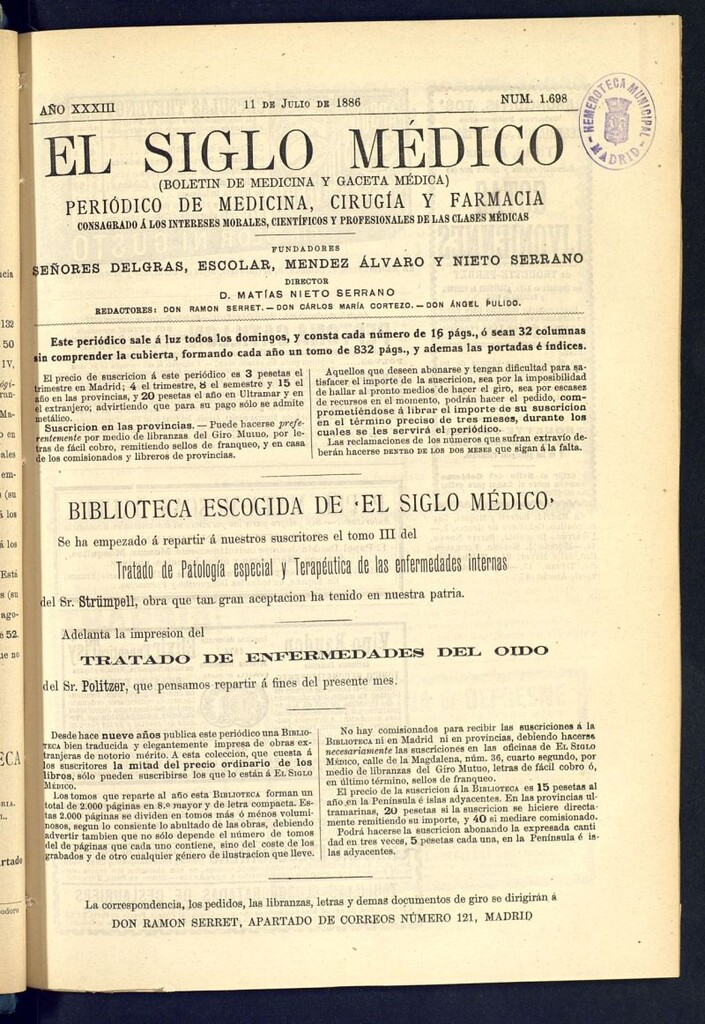 AÑO XXXIII 11 DE JULIO DE 1886 NUM. 1.698
HEMEROTECA MUNICIPAL
MADRID
EL SIGLO MÉDICO
(BOLETIN DE MEDICINA Y GACETA MÉDICA)
PERIÓDICO DE MEDICINA, CIRUGÍA Y FARMACIA
CONSAGRADO Á LOS INTERESES MORALES, CIENTÍFICOS Y PROFESIONALES DE LAS CLASES MÉDICAS
FUNDADORES
SEÑORES DELGRAS, ESCOLAR, MENDEZ ÁLVARO Y NIETO SERRANO
DIRECTOR
D. MATÍAS NIETO SERRANO
REDACTORES: DON RAMON SERRET.—DON CÁRLOS MARÍA CORTEZO.—DON ÁNGEL PULIDO.
Este periódico sale á luz todos los domingos, y consta cada número de 16 págs., ó sean 32 columnas
sin comprender la cubierta, formando cada año un tomo de 832 págs., y ademas las portadas é índices.
El precio de suscricion á este periódico es 3 pesetas el
trimestre en Madrid; 4 el trimestre, 8 el semestre y 15 el
año en las provincias, y 20 pesetas el año en Ultramar y en
el extranjero; advirtiendo que para su pago sólo se admite
metálico.
Suscricion en las provincias.—Puede hacerse prefe-
rentemente por medio de libranzas del Giro Mutuo, por le-
tras de fácil cobro, remitiendo sellos de franqueo, y en casa
de los comisionados y libreros de provincias.
Aquellos que deseen abonarse y tengan dificultad para sa-
tisfacer el importe de la suscricion, sea por la imposibilidad
de hallar al pronto medios de hacer el giro, sea por escasez
de recursos en el momento, podrán hacer el pedido, com-
prometiéndose á librar el importe de su suscricion
en el término preciso de tres meses, durante los
cuales se les servirá el periódico.
Las reclamaciones de los números que sufran extravío de-
berán hacerse DENTRO DE LOS DOS MESES que sigan á la falta.
BIBLIOTECA ESCOGIDA DE «EL SIGLO MÉDICO»
Se ha empezado á repartir á nuestros suscritores el tomo III del
Tratado de Patología especial y Terapéutica de las enfermedades internas
del Sr. Strümpell, obra que tan gran aceptacion ha tenido en nuestra patria.
Adelanta la impresion del
TRATADO DE ENFERMEDADES DEL OIDO
del Sr. Politzer, que pensamos repartir á fines del presente mes.
Desde hace nueve años publica este periódico una BIBLIO-
TECA bien traducida y elegantemente impresa de obras ex-
tranjeras de notorio mérito. A esta coleccion, que cuesta á
los suscritores la mitad del precio ordinario de los
libros, sólo pueden suscribirse los que lo están á EL SIGLO
MÉDICO.
Los tomos que reparte al año esta BIBLIOTECA forman un
total de 2.000 páginas en 8.º mayor y de letra compacta. Es-
tas 2.000 páginas se dividen en tomos más ó ménos volumi-
nosos, segun lo consiente lo abultado de las obras, debiendo
advertir tambien que no sólo depende el número de tomos
del de páginas que cada uno contiene, sino del coste de los
grabados y de otro cualquier género de ilustracion que lleve.
No hay comisionados para recibir las suscriciones á la
BIBLIOTECA ni en Madrid ni en provincias, debiendo hacerse
necesariamente las suscriciones en las oficinas de EL SIGLO
MÉDICO, calle de la Magdalena, núm. 36, cuarto segundo, por
medio de libranzas del Giro Mutuo, letras de fácil cobro ó,
en último término, sellos de franqueo.
El precio de la suscricion á la BIBLIOTECA es 15 pesetas al
año en la Península é islas adyacentes. En las provincias ul-
tramarinas, 20 pesetas si la suscricion se hiciere directa-
mente remitiendo su importe, y 40 si mediare comisionado.
Podrá hacerse la suscricion abonando la expresada canti
dad en tres veces, 5 pesetas cada una, en la Península é is-
las adyacentes.
La correspondencia, los pedidos, las libranzas, letras y demas documentos de giro se dirigirán á
DON RAMON SERRET, APARTADO DE CORREOS NÚMERO 121, MADRID